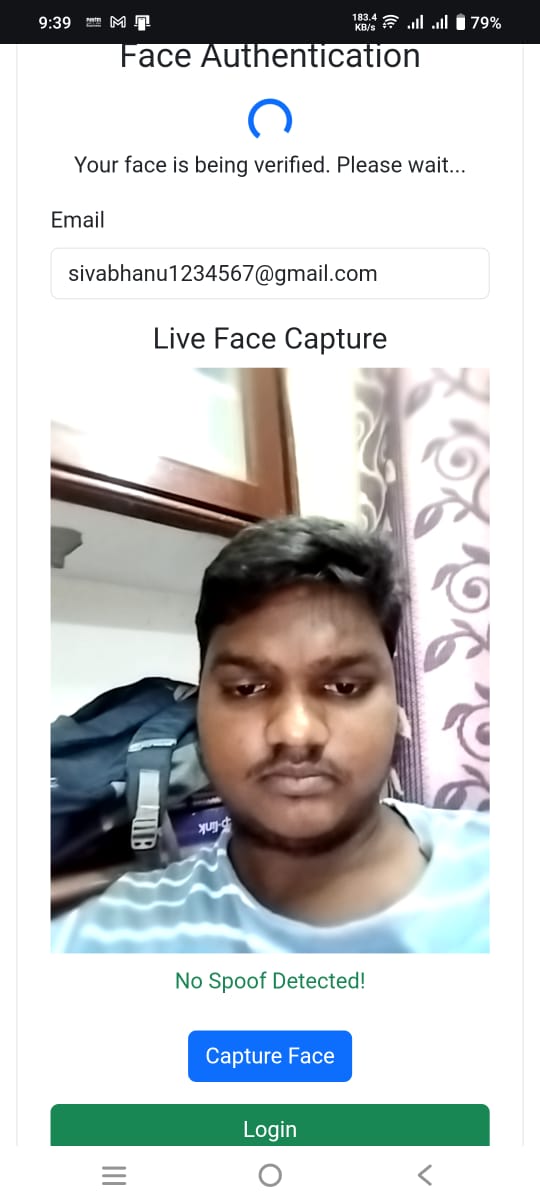 9:39
183.4
KB/s
79%
Face Authentication
Your face is being verified. Please wait...
Email
sivabhanu1234567@gmail.com
Live Face Capture
p-link
No Spoof Detected!
Capture Face
Login